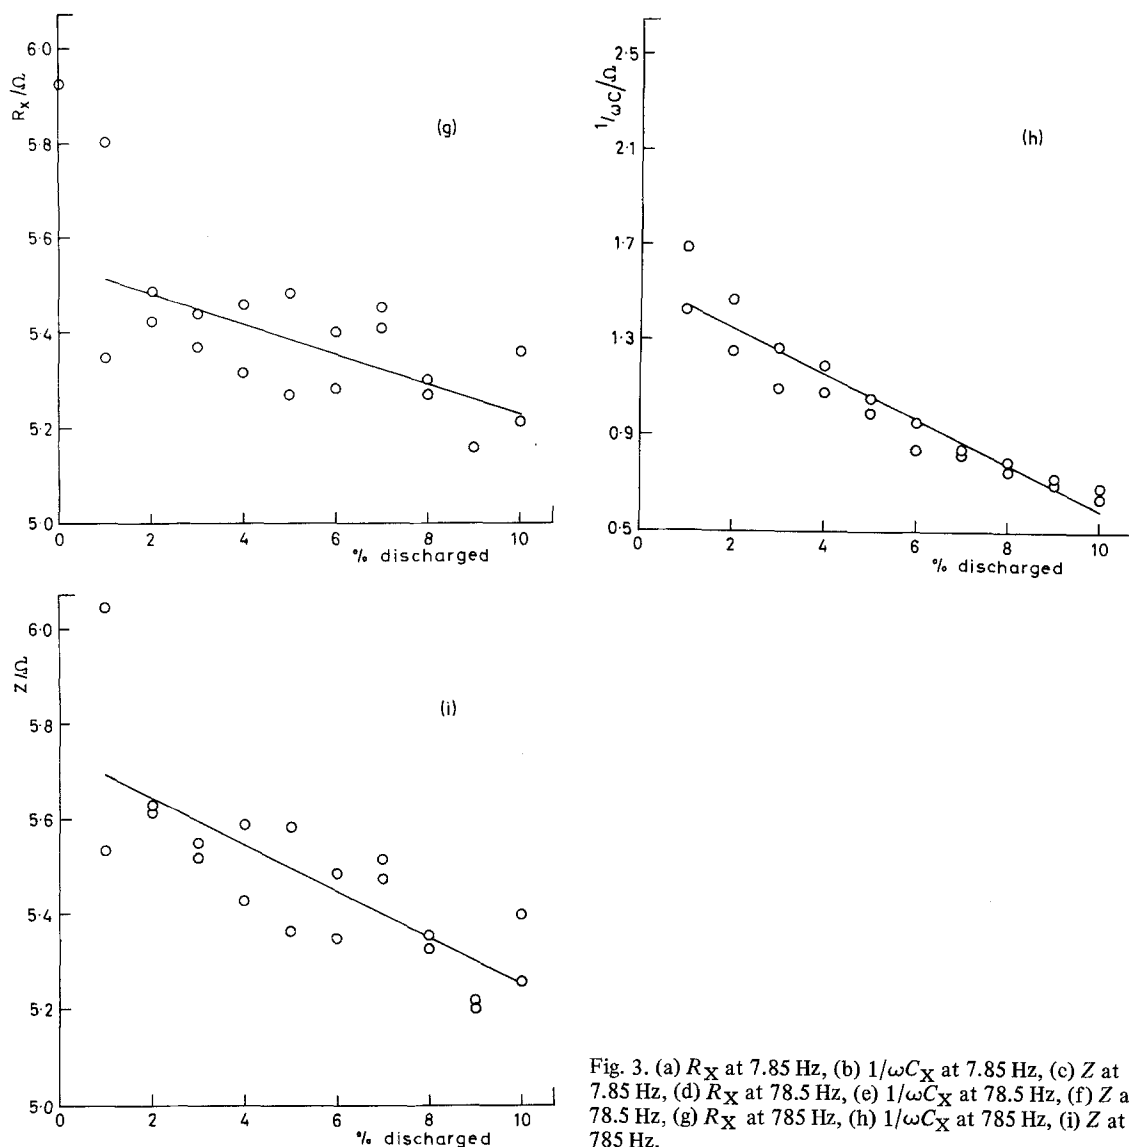 6·0
R_X/Ω
5·8
5·6
5·4
5·2
5·0
(g)
0 2 4 6 8 10
% discharged
2·5
1/ωC/Ω
2·1
1·7
1·3
0·9
0·5
(h)
0 2 4 6 8 10
% discharged
6·0
Z/Ω
5·8
5·6
5·4
5·2
5·0
(i)
0 2 4 6 8 10
% discharged
Fig. 3. (a) R_X at 7.85 Hz, (b) 1/ωC_X at 7.85 Hz, (c) Z at
7.85 Hz, (d) R_X at 78.5 Hz, (e) 1/ωC_X at 78.5 Hz, (f) Z a
78.5 Hz, (g) R_X at 785 Hz, (h) 1/ωC_X at 785 Hz, (i) Z at
785 Hz.